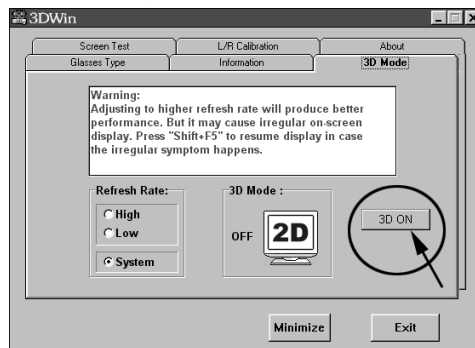 3DWin
Screen Test L/R Calibration About
Glasses Type Information 3D Mode
Warning:
Adjusting to higher refresh rate will produce better
performance. But it may cause irregular on-screen
display. Press "Shift+F5" to resume display in case
the irregular symptom happens.
Refresh Rate: 3D Mode :
High
Low
System
OFF 2D
3D ON
Minimize Exit